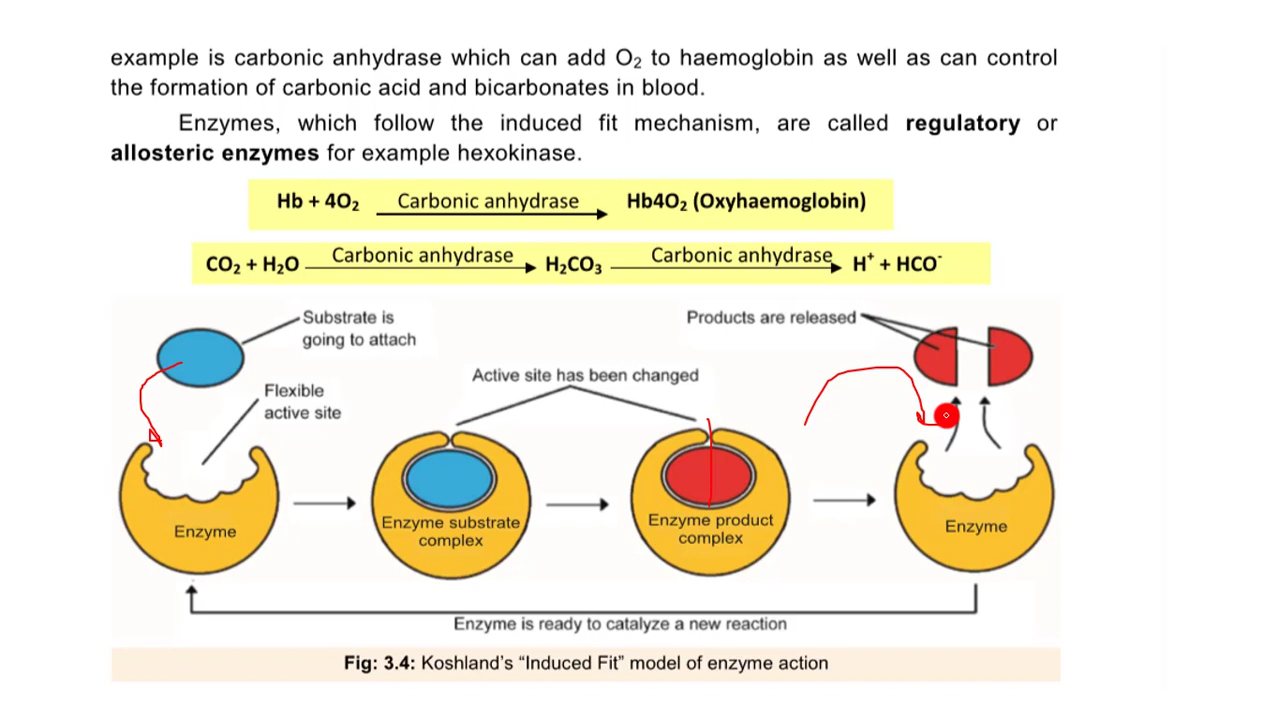 example is carbonic anhydrase which can add O₂ to haemoglobin as well as can control
the formation of carbonic acid and bicarbonates in blood.
Enzymes, which follow the induced fit mechanism, are called regulatory or
allosteric enzymes for example hexokinase.
Hb + 4O₂ Carbonic anhydrase Hb4O₂ (Oxyhaemoglobin)
CO₂ + H₂O Carbonic anhydrase H₂CO₃ Carbonic anhydrase H⁺ + HCO⁻
Substrate is
going to attach
Products are released
Flexible
active site
Active site has been changed
Enzyme
Enzyme substrate
complex
Enzyme product
complex
Enzyme
Enzyme is ready to catalyze a new reaction
Fig: 3.4: Koshland's “Induced Fit” model of enzyme action